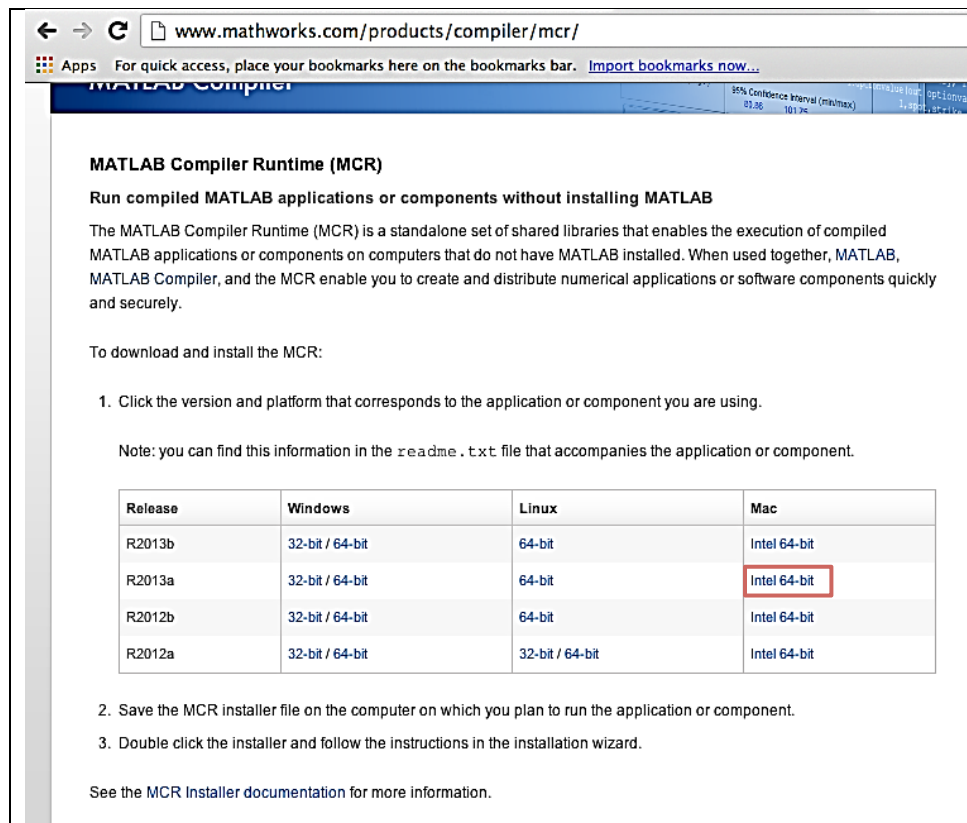 www.mathworks.com/products/compiler/mcr/
Apps For quick access, place your bookmarks here on the bookmarks bar. Import bookmarks now...
MATLAB Compiler
95% Confidence Interval (min/max)
MATLAB Compiler Runtime (MCR)
Run compiled MATLAB applications or components without installing MATLAB
The MATLAB Compiler Runtime (MCR) is a standalone set of shared libraries that enables the execution of compiled
MATLAB applications or components on computers that do not have MATLAB installed. When used together, MATLAB,
MATLAB Compiler, and the MCR enable you to create and distribute numerical applications or software components quickly
and securely.
To download and install the MCR:
1. Click the version and platform that corresponds to the application or component you are using.
Note: you can find this information in the readme.txt file that accompanies the application or component.
Release Windows Linux Mac
R2013b 32-bit / 64-bit 64-bit Intel 64-bit
R2013a 32-bit / 64-bit 64-bit Intel 64-bit
R2012b 32-bit / 64-bit 64-bit Intel 64-bit
R2012a 32-bit / 64-bit 32-bit / 64-bit Intel 64-bit
2. Save the MCR installer file on the computer on which you plan to run the application or component.
3. Double click the installer and follow the instructions in the installation wizard.
See the MCR Installer documentation for more information.